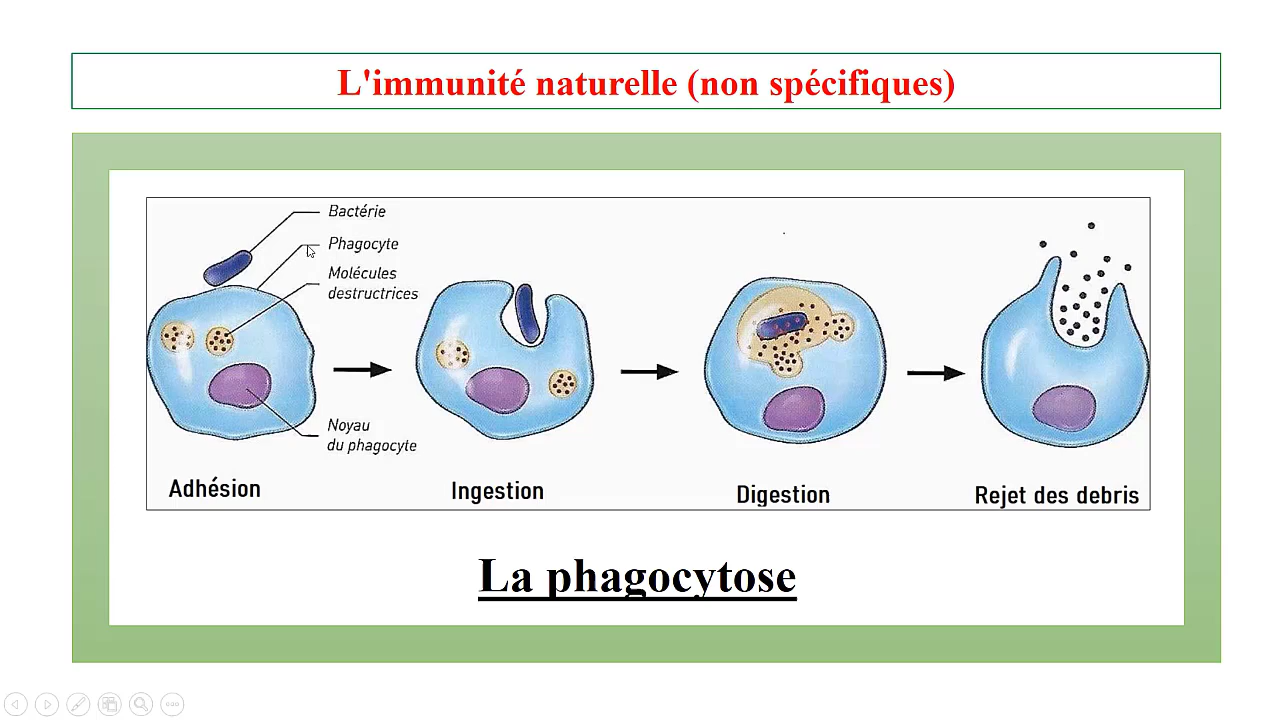 L'immunité naturelle (non spécifiques)
Bactérie
Phagocyte
Molécules
destructrices
Noyau
du phagocyte
Adhésion
Ingestion
Digestion
Rejet des debris
La phagocytose